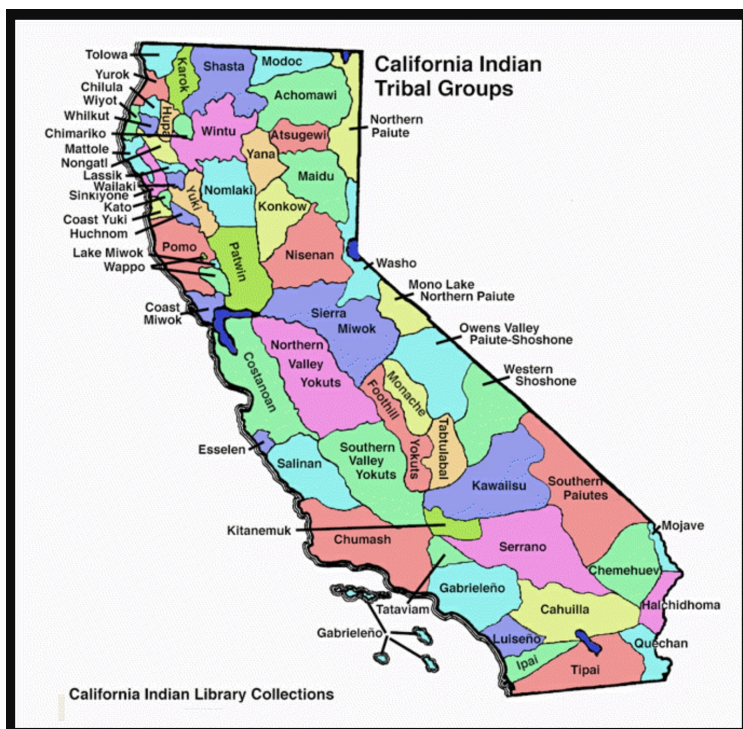 California Indian
Tribal Groups
Tolowa
Yurok
Chilula
Wiyot
Whilkut
Chimariko
Mattole
Nongatl
Lassik
Wailaki
Sinkiyone
Kato
Coast Yuki
Huchnom
Lake Miwok
Wappo
Coast
Miwok
Karok
Shasta
Modoc
Achomawi
Northern
Paiute
Hupa
Wintu
Atsugewi
Yana
Maidu
Nomlaki
Yuki
Konkow
Pomo
Patwin
Nisenan
Washo
Mono Lake
Northern Paiute
Sierra
Miwok
Owens Valley
Paiute-Shoshone
Northern
Valley
Yokuts
Western
Shoshone
Costanoan
Monache
Foothill
Yokuts
Tabtulabal
Esselen
Salinan
Southern
Valley
Yokuts
Kawaiisu
Southern
Paiutes
Kitanemuk
Chumash
Serrano
Mojave
Chemehuevi
Tataviam
Gabrieleño
Halchidhoma
Cahuilla
Gabrieleño
Luiseño
Quechan
Ipai
Tipai
California Indian Library Collections